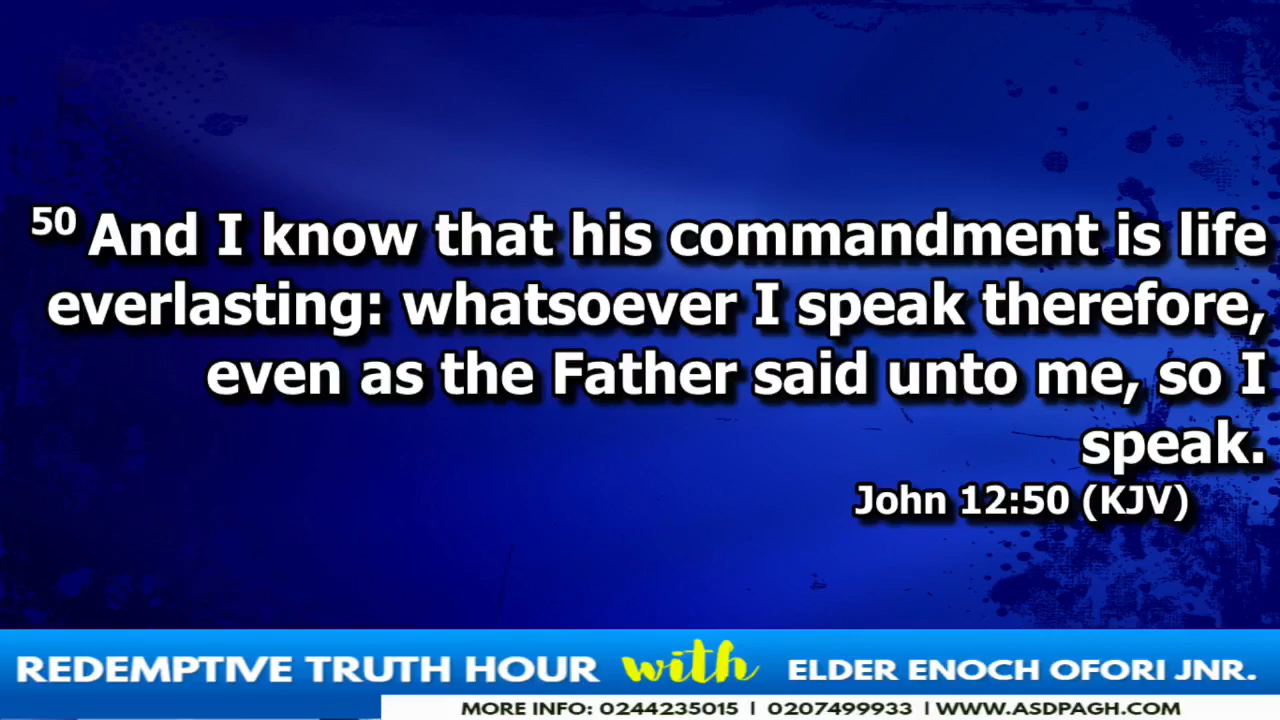 50 And I know that his commandment is life
everlasting: whatsoever I speak therefore,
even as the Father said unto me, so I
speak.
John 12:50 (KJV)
REDEMPTIVE TRUTH HOUR with ELDER ENOCH OFORI JNR.
MORE INFO: 0244235015 | 0207499933 | WWW.ASDPAGH.COM